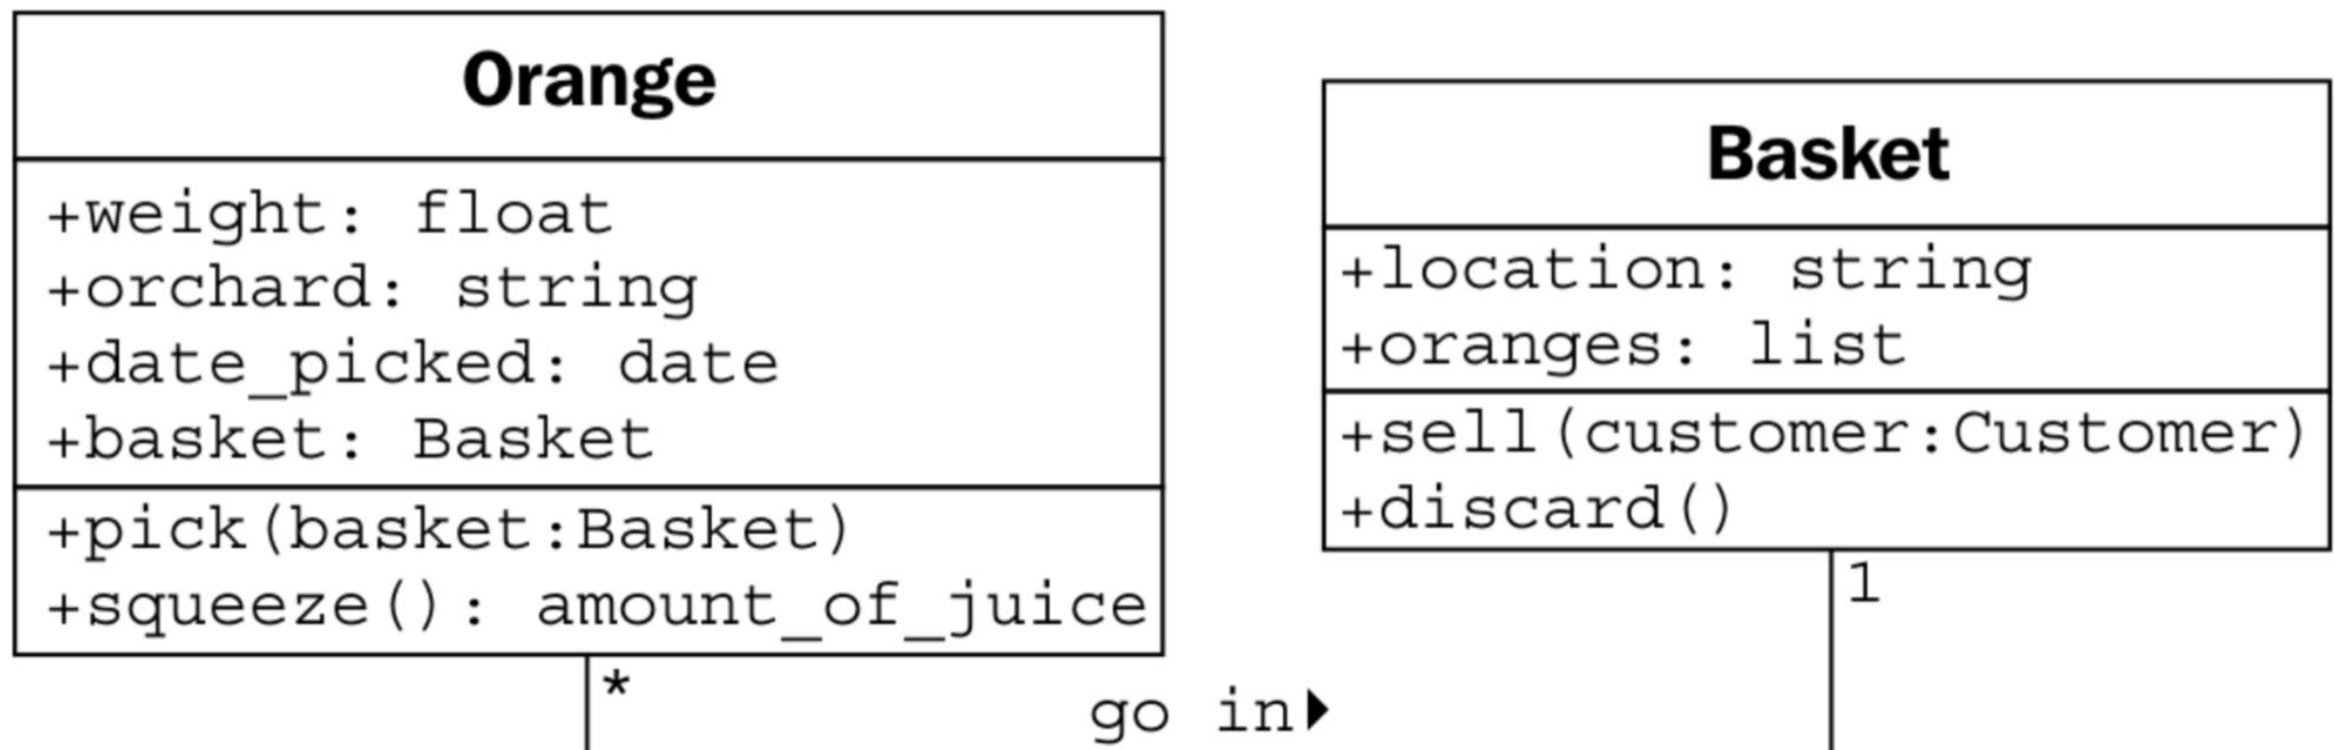 Orange
+weight: float
+orchard: string
+date_picked: date
+basket: Basket
+pick(basket:Basket)
+squeeze(): amount_of_juice
*
go in
Basket
+location: string
+oranges: list
+sell(customer:Customer)
+discard()
1